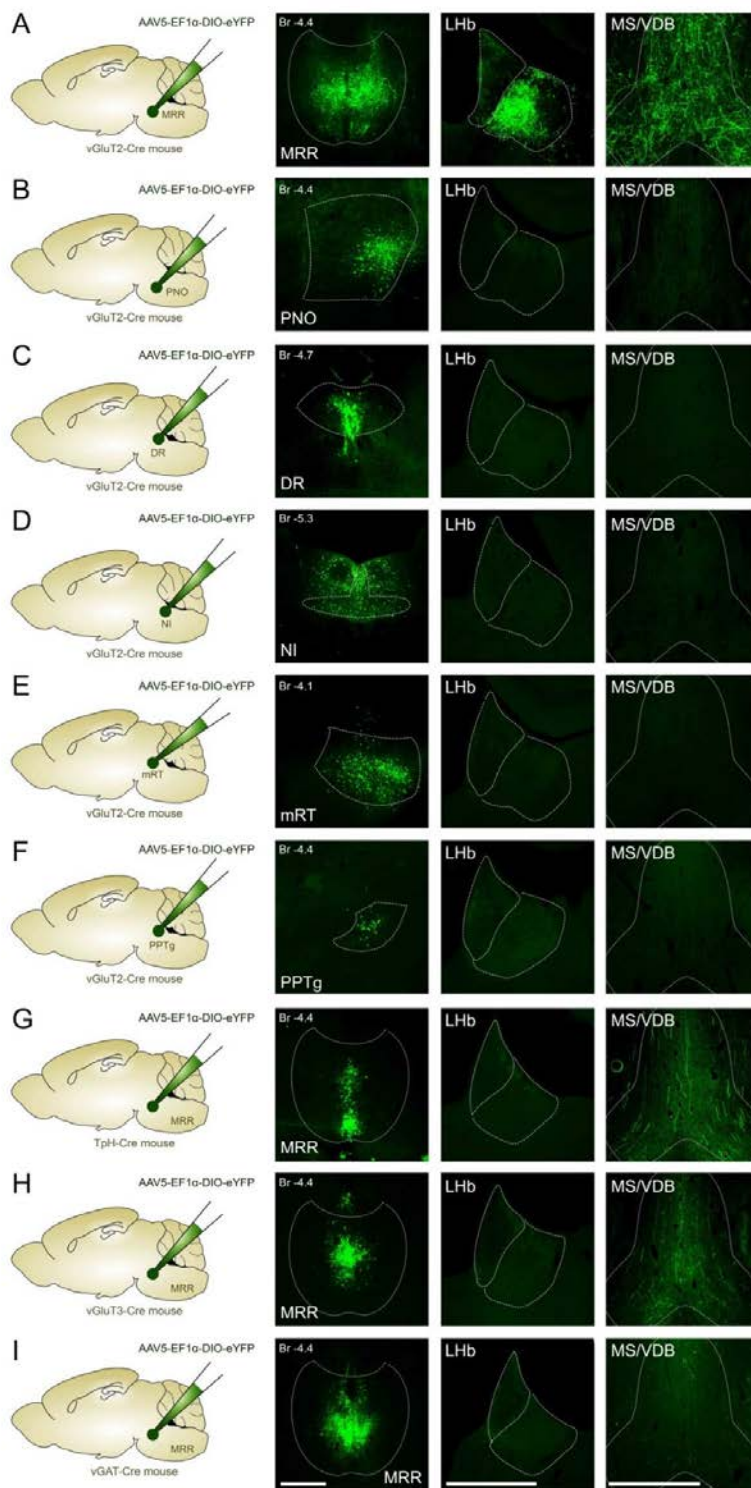 A
AAV5-EF1α-DIO-eYFP
MRR
vGluT2-Cre mouse
Br -4.4
MRR
LHb
MS/VDB
B
AAV5-EF1α-DIO-eYFP
PNO
vGluT2-Cre mouse
Br -4.4
PNO
LHb
MS/VDB
C
AAV5-EF1α-DIO-eYFP
DR
vGluT2-Cre mouse
Br -4.7
DR
LHb
MS/VDB
D
AAV5-EF1α-DIO-eYFP
NI
vGluT2-Cre mouse
Br -5.3
NI
LHb
MS/VDB
E
AAV5-EF1α-DIO-eYFP
mRT
vGluT2-Cre mouse
Br -4.1
mRT
LHb
MS/VDB
F
AAV5-EF1α-DIO-eYFP
PPTg
vGluT2-Cre mouse
Br -4.4
PPTg
LHb
MS/VDB
G
AAV5-EF1α-DIO-eYFP
MRR
TpH-Cre mouse
Br -4.4
MRR
LHb
MS/VDB
H
AAV5-EF1α-DIO-eYFP
MRR
vGluT3-Cre mouse
Br -4.4
MRR
LHb
MS/VDB
I
AAV5-EF1α-DIO-eYFP
MRR
vGAT-Cre mouse
Br -4.4
MRR
LHb
MS/VDB